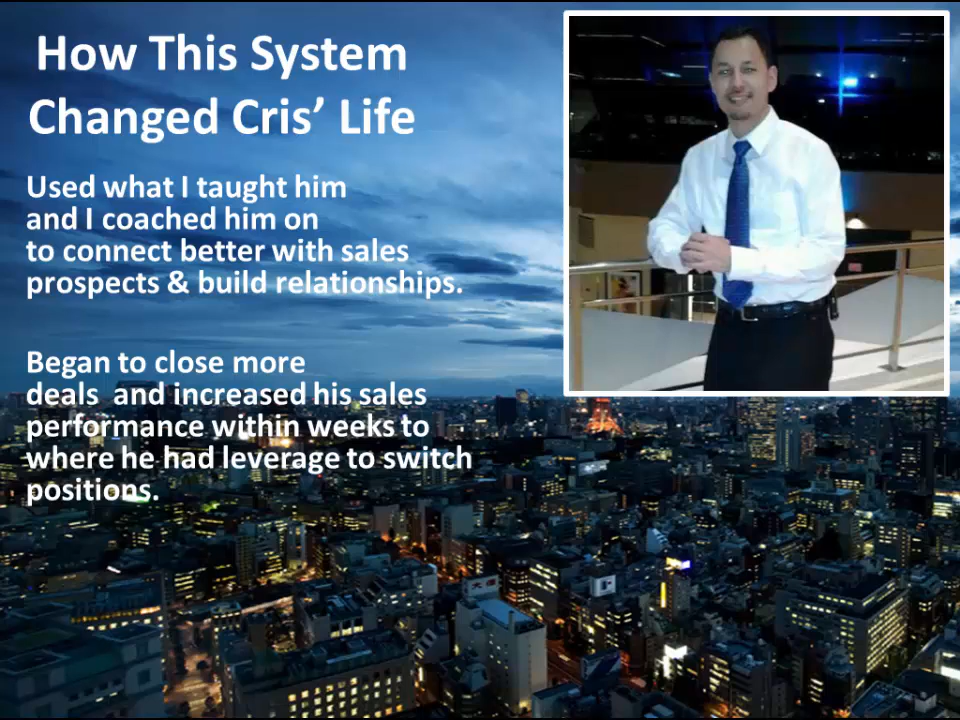 How This System
Changed Cris’ Life
Used what I taught him
and I coached him on
to connect better with sales
prospects & build relationships.
Began to close more
deals  and increased his sales
performance within weeks to
where he had leverage to switch
positions.